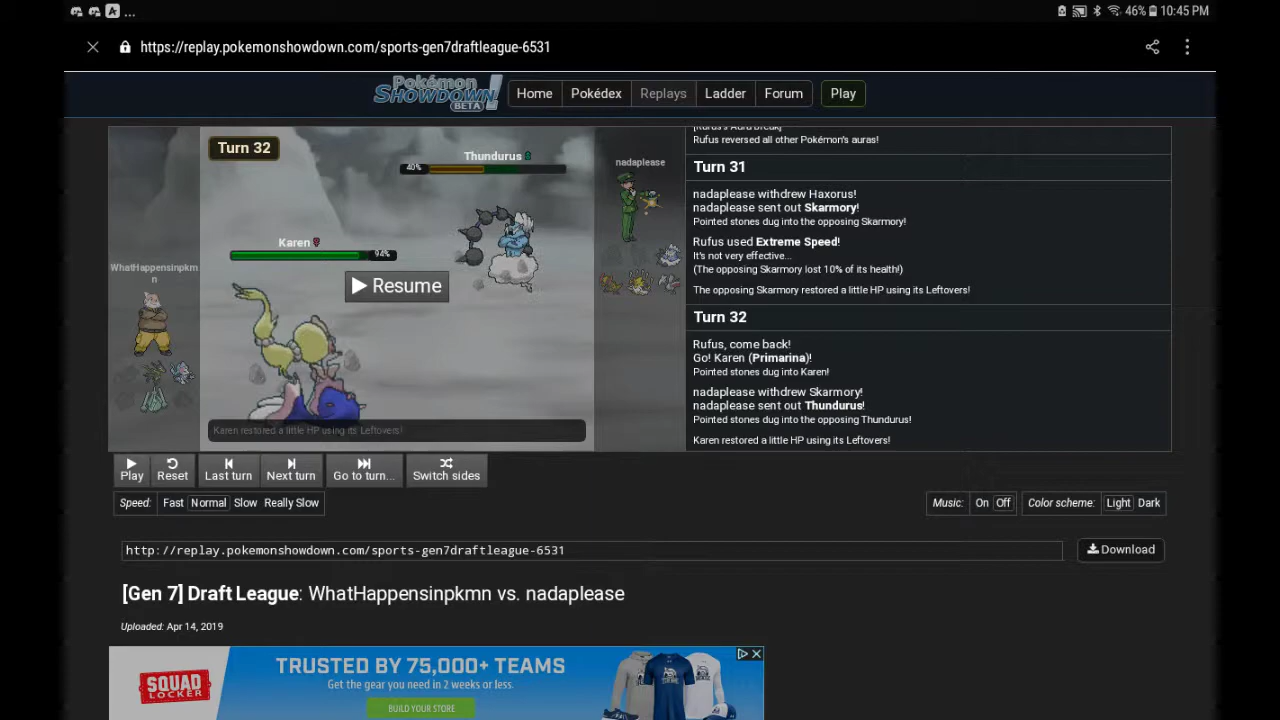 ... 46% 10:45 PM
https://replay.pokemonshowdown.com/sports-gen7draftleague-6531
Pokémon SHOWDOWN! BETA
Home Pokédex Replays Ladder Forum Play
Turn 32
Thundurus
40%
Karen
94%
WhatHappensinpkm
n
nadaplease
Resume
Karen restored a little HP using its Leftovers!
[Rufus's Aura Break]
Rufus reversed all other Pokémon's auras!
Turn 31
nadaplease withdrew Haxorus!
nadaplease sent out Skarmory!
Pointed stones dug into the opposing Skarmory!
Rufus used Extreme Speed!
It's not very effective...
(The opposing Skarmory lost 10% of its health!)
The opposing Skarmory restored a little HP using its Leftovers!
Turn 32
Rufus, come back!
Go! Karen (Primarina)!
Pointed stones dug into Karen!
nadaplease withdrew Skarmory!
nadaplease sent out Thundurus!
Pointed stones dug into the opposing Thundurus!
Karen restored a little HP using its Leftovers!
Play Reset Last turn Next turn Go to turn... Switch sides
Speed: Fast Normal Slow Really Slow
Music: On Off Color scheme: Light Dark
http://replay.pokemonshowdown.com/sports-gen7draftleague-6531
Download
[Gen 7] Draft League: WhatHappensinpkmn vs. nadaplease
Uploaded: Apr 14, 2019
SQUAD LOCKER
TRUSTED BY 75,000+ TEAMS
Get the gear you need in 2 weeks or less.
BUILD YOUR STORE